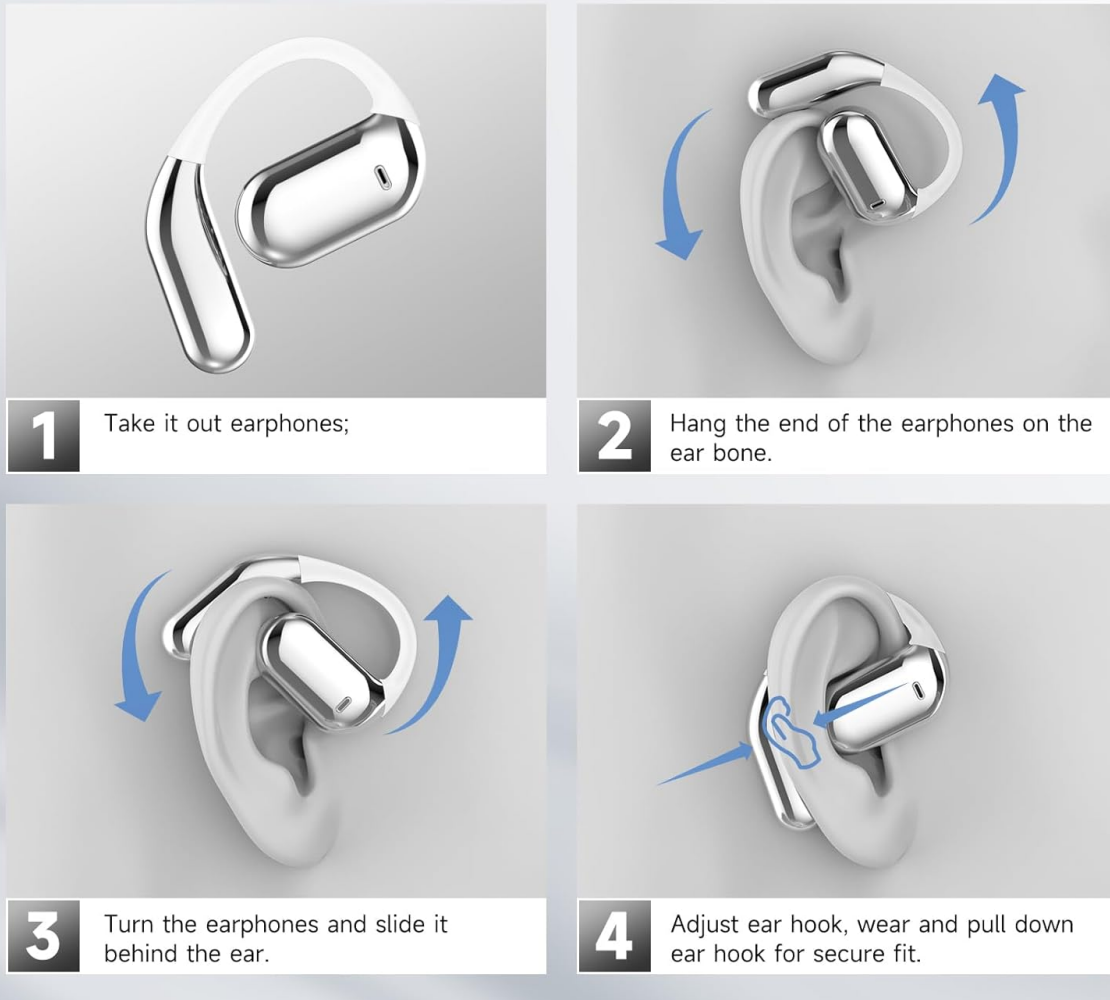 1
Take it out earphones;
2
Hang the end of the earphones on the
ear bone.
3
Turn the earphones and slide it
behind the ear.
4
Adjust ear hook, wear and pull down
ear hook for secure fit.